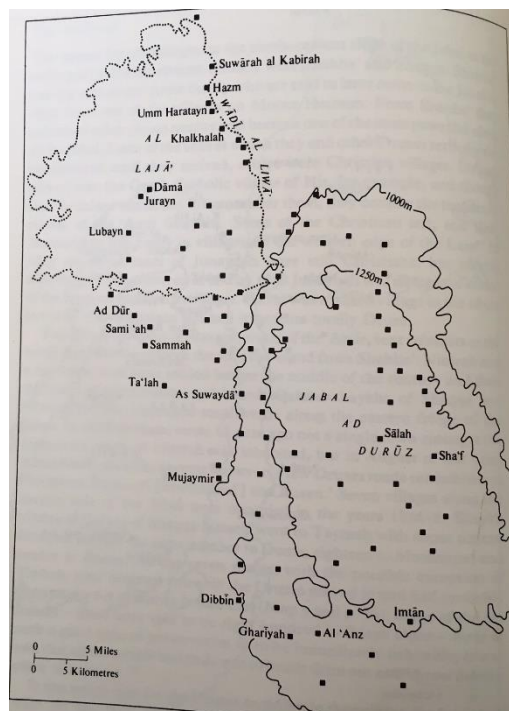 Suwārah al Kabirah
Hazm
Umm Haratayn
WĀDĪ AL LIWĀ
AL LAJĀ'
Khalkhalah
Dāmā
Jurayn
1000m
Lubayn
1250m
Ad Dūr
Sami 'ah
Sammah
Ta'lah
As Suwaydā'
JABAL
AD
DURŪZ
Sālah
Sha'f
Mujaymir
Dibbīn
Imtān
Gharīyah
Al 'Anz
0 5 Miles
0 5 Kilometres